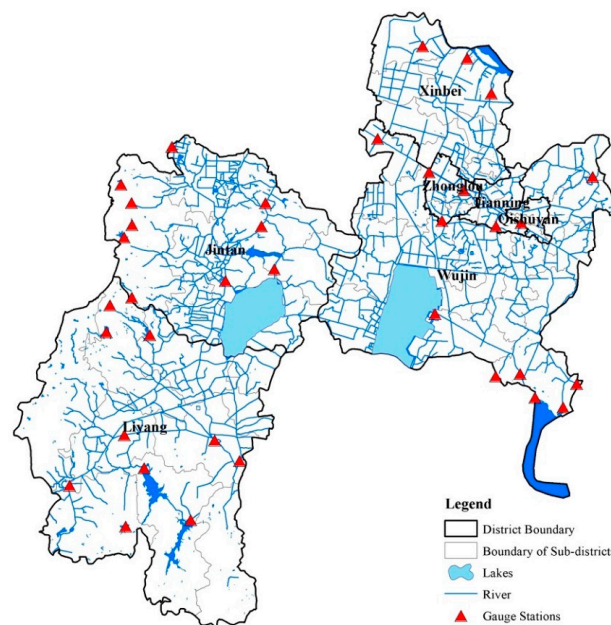 Xinbei
Zhonglou
Tianning
Qishuyan
Jintan
Wujin
Liyang
Legend
District Boundary
Boundary of Sub-district
Lakes
River
Gauge Stations